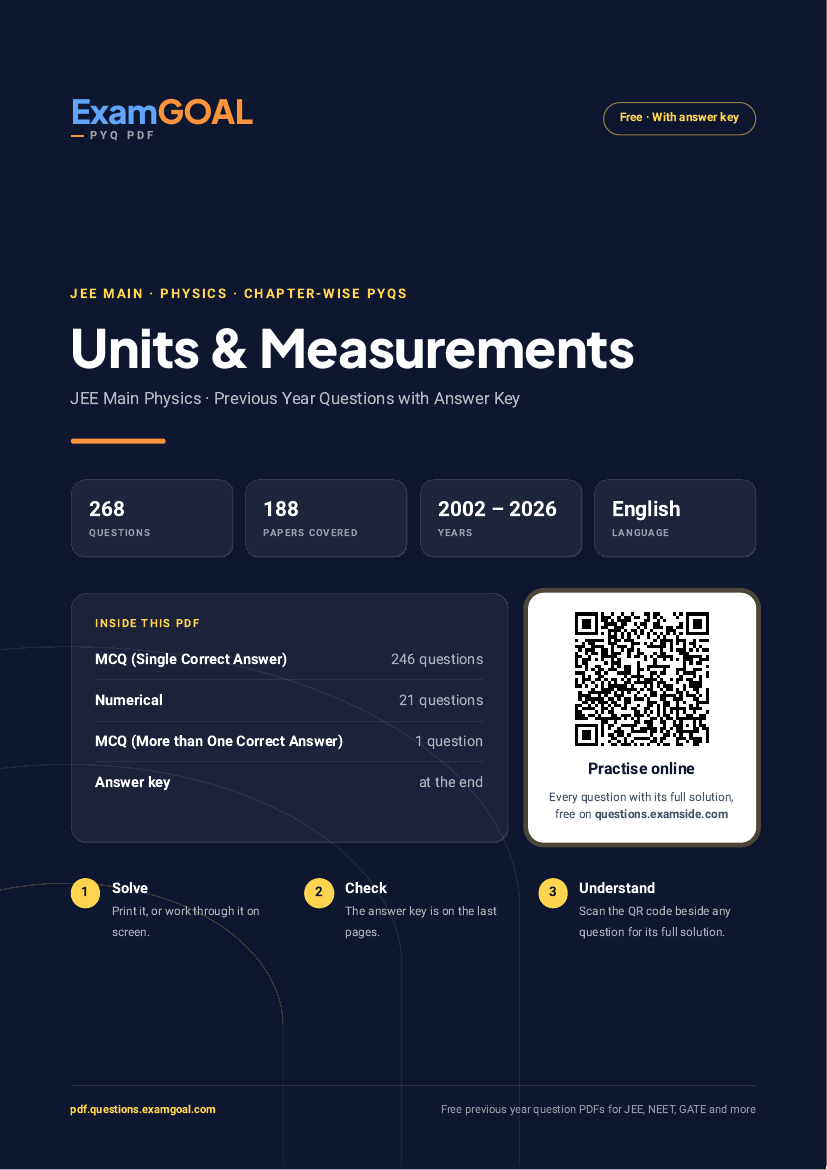 ExamGOAL
PYQ PDF
Free · With answer key
JEE MAIN · PHYSICS · CHAPTER-WISE PYQS
Units & Measurements
JEE Main Physics · Previous Year Questions with Answer Key
268
QUESTIONS
188
PAPERS COVERED
2002 – 2026
YEARS
English
LANGUAGE
INSIDE THIS PDF
MCQ (Single Correct Answer) 246 questions
Numerical 21 questions
MCQ (More than One Correct Answer) 1 question
Answer key at the end
Practise online
Every question with its full solution,
free on questions.examside.com
1 Solve
Print it, or work through it on
screen.
2 Check
The answer key is on the last
pages.
3 Understand
Scan the QR code beside any
question for its full solution.
pdf.questions.examgoal.com
Free previous year question PDFs for JEE, NEET, GATE and more